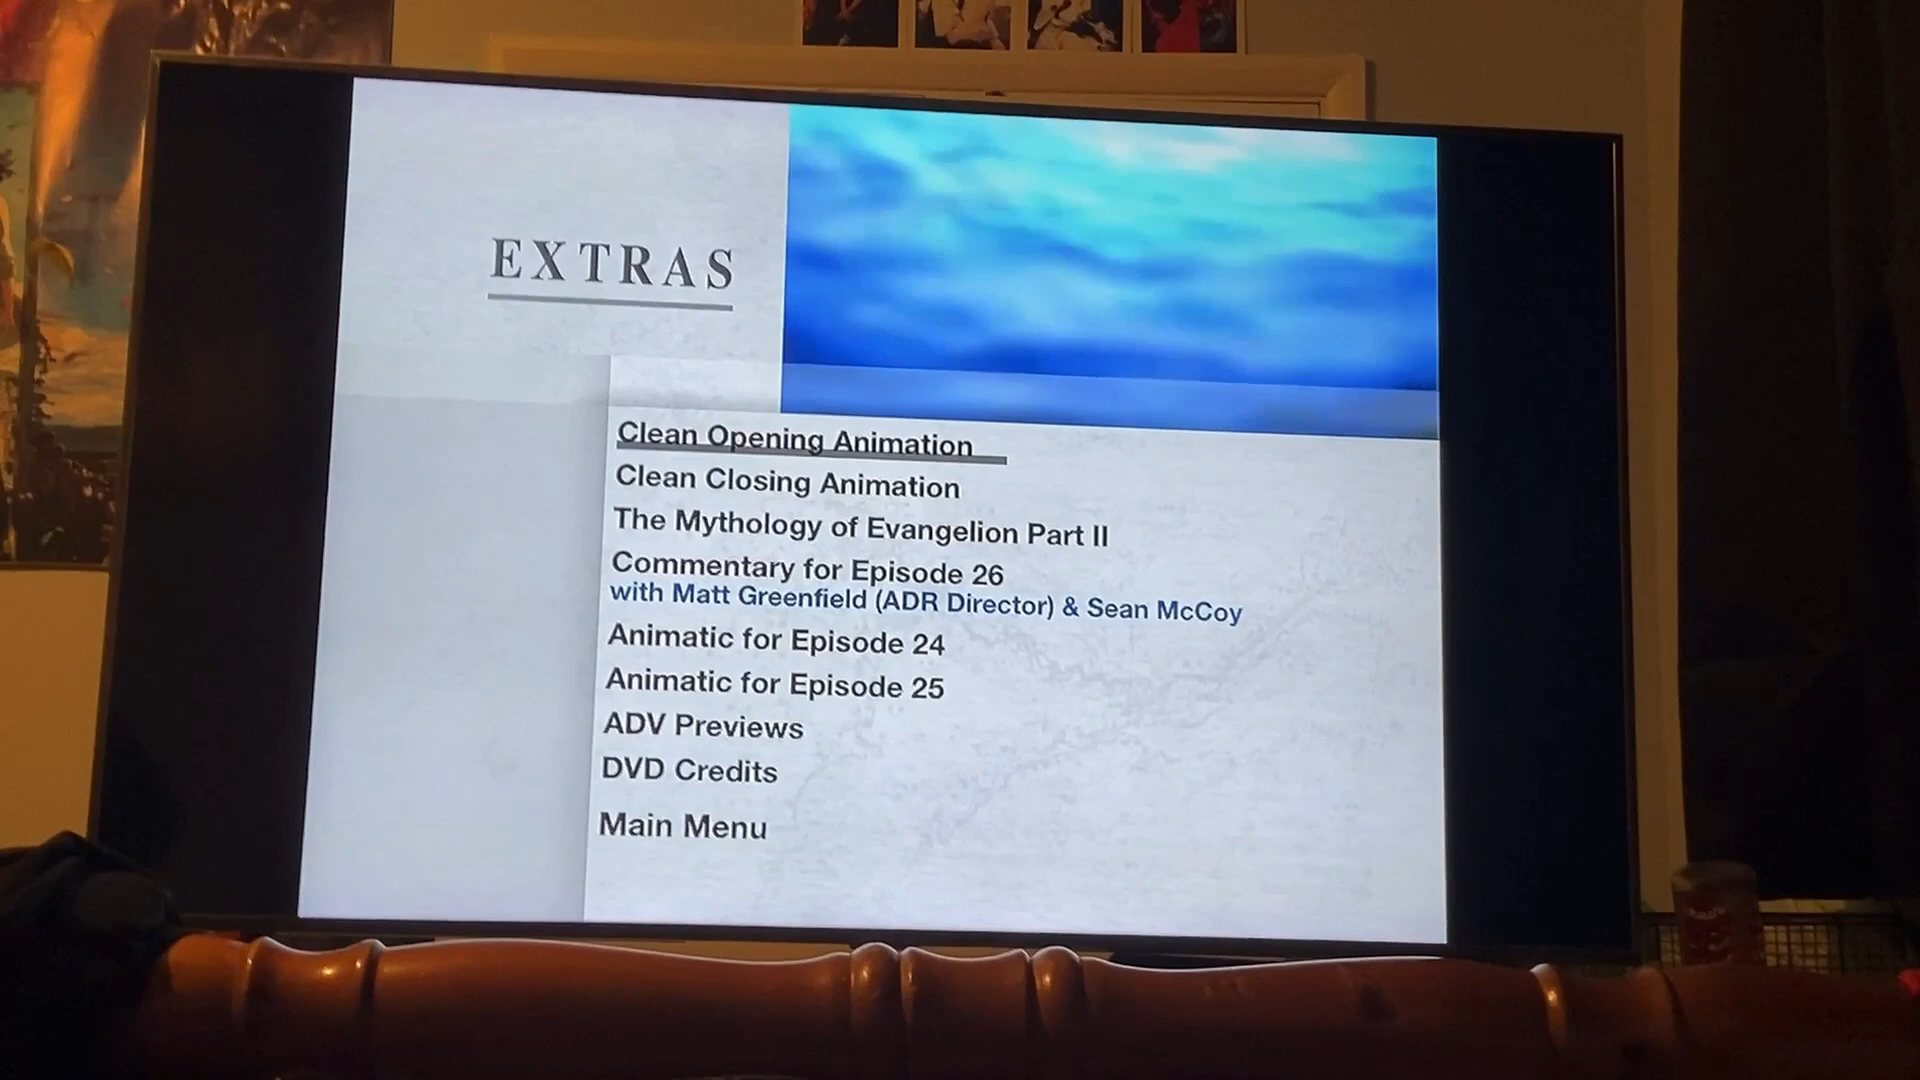 EXTRAS
Clean Opening Animation
Clean Closing Animation
The Mythology of Evangelion Part II
Commentary for Episode 26
with Matt Greenfield (ADR Director) & Sean McCoy
Animatic for Episode 24
Animatic for Episode 25
ADV Previews
DVD Credits
Main Menu